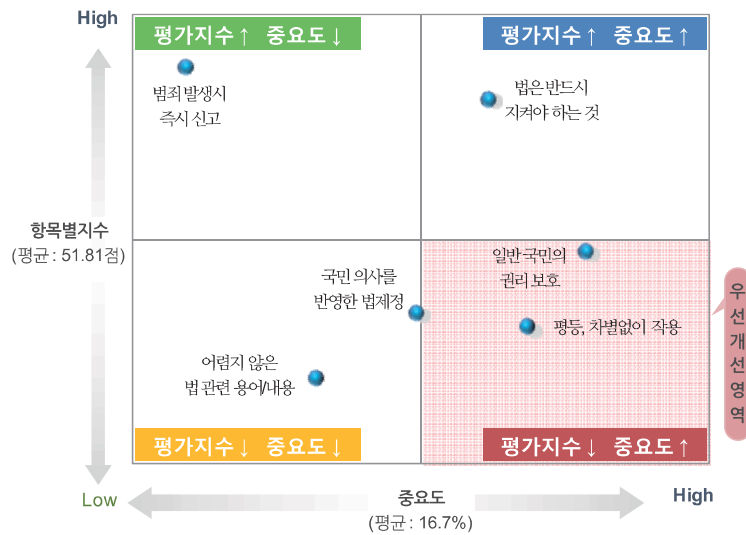 High
평가지수↑ 중요도↓
평가지수↑ 중요도↑
범죄 발생시
즉시 신고
법은 반드시
지켜야 하는 것
항목별지수
(평균 : 51.81점)
국민 의사를
반영한 법제정
일반 국민의
권리 보호
평등, 차별없이 작용
어렵지 않은
법 관련 용어/내용
우선개선영역
평가지수↓ 중요도↓
평가지수↓ 중요도↑
Low
중요도
(평균 : 16.7%)
High